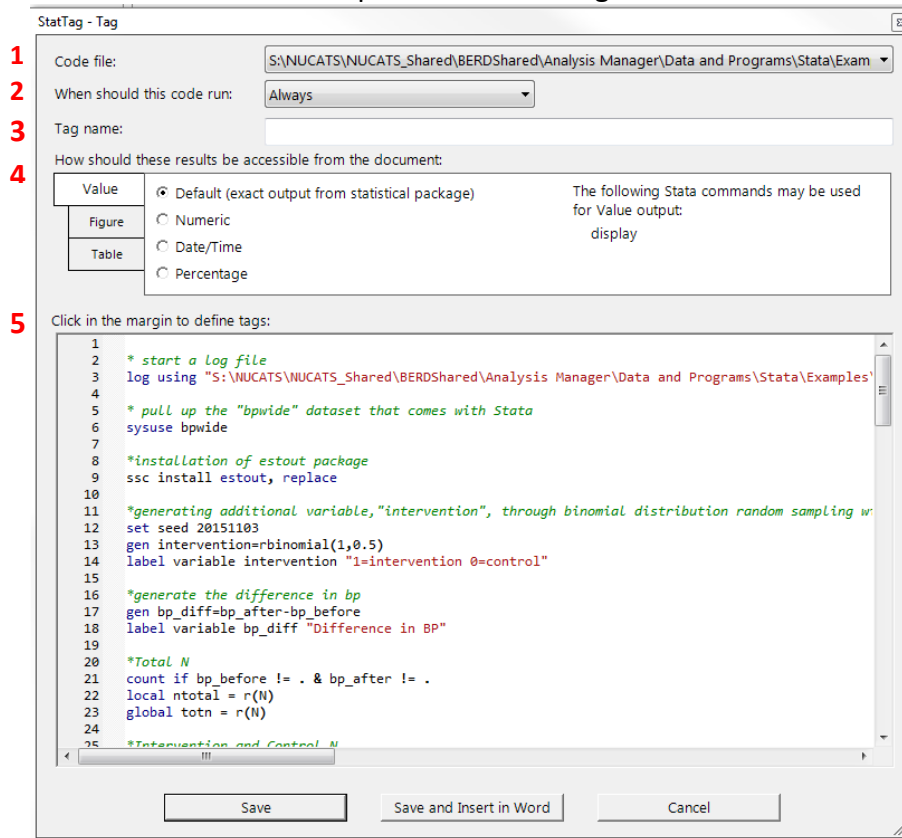 StatTag - Tag
1 Code file: S:\NUCATS\NUCATS_Shared\BERDShared\Analysis Manager\Data and Programs\Stata\Exam
2 When should this code run: Always
3 Tag name:
How should these results be accessible from the document:
4
Value
Figure
Table
Default (exact output from statistical package)
Numeric
Date/Time
Percentage
The following Stata commands may be used
for Value output:
display
5 Click in the margin to define tags:
1
2 * start a log file
3 log using "S:\NUCATS\NUCATS_Shared\BERDShared\Analysis Manager\Data and Programs\Stata\Examples\
4
5 * pull up the "bpwide" dataset that comes with Stata
6 sysuse bpwide
7
8 *installation of estout package
9 ssc install estout, replace
10
11 *generating additional variable,"intervention", through binomial distribution random sampling w
12 set seed 20151103
13 gen intervention=rbinomial(1,0.5)
14 label variable intervention "1=intervention 0=control"
15
16 *generate the difference in bp
17 gen bp_diff=bp_after-bp_before
18 label variable bp_diff "Difference in BP"
19
20 *Total N
21 count if bp_before != . & bp_after != .
22 local ntotal = r(N)
23 global totn = r(N)
24
25 *Intervention and Control N
Save
Save and Insert in Word
Cancel